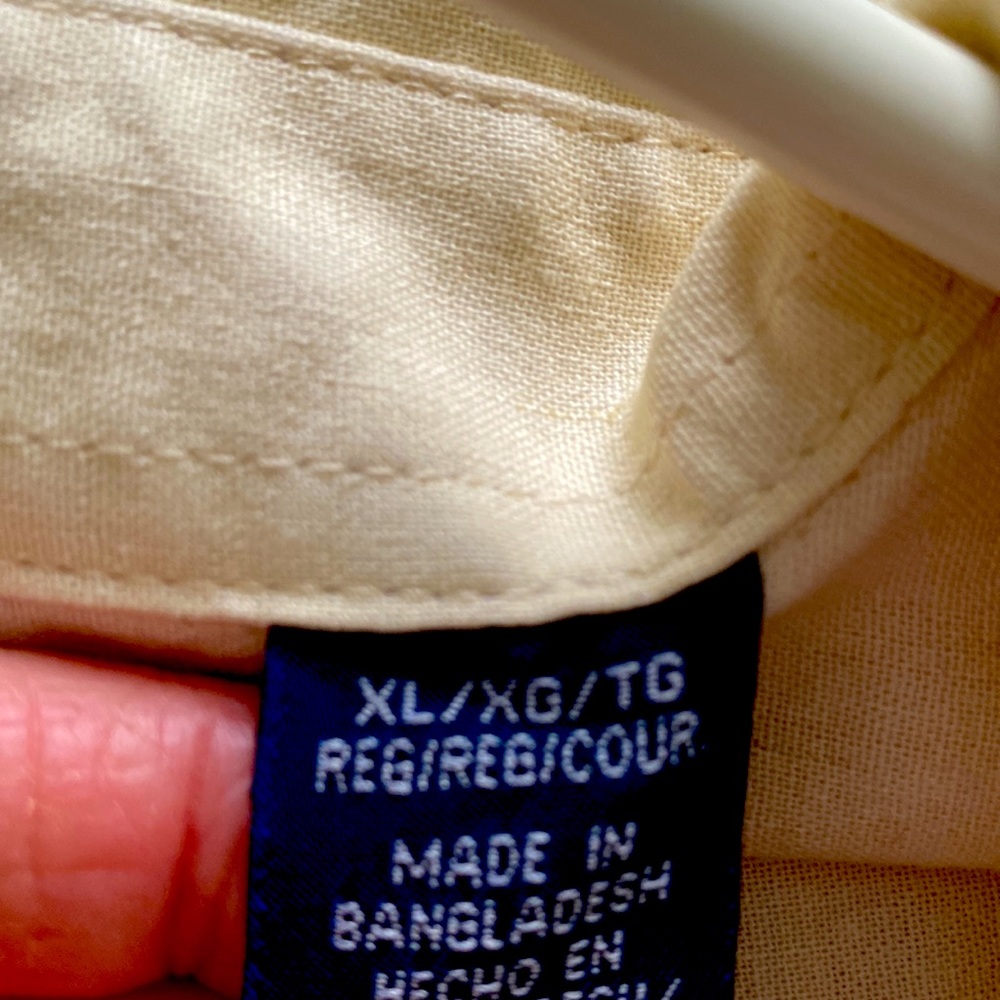 XL/XG/TG
REG/REG/COUR.
MADE IN
BANGLADESH
HECHO EN